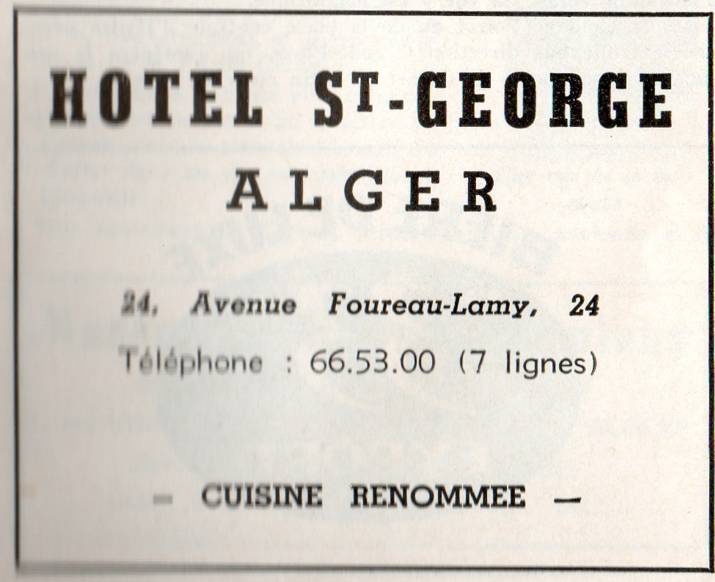 HOTEL ST-GEORGE
ALGER
24, Avenue Foureau-Lamy, 24
Téléphone : 66.53.00 (7 lignes)
— CUISINE RENOMMEE —